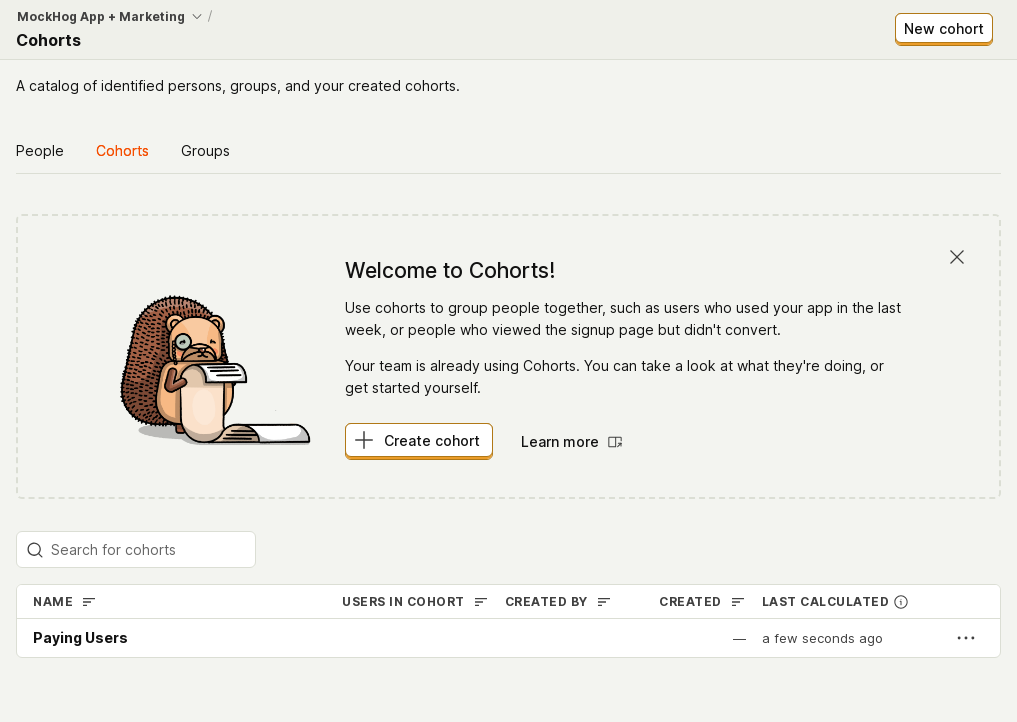 MockHog App + Marketing /
Cohorts
New cohort
A catalog of identified persons, groups, and your created cohorts.
People Cohorts Groups
Welcome to Cohorts!
Use cohorts to group people together, such as users who used your app in the last
week, or people who viewed the signup page but didn't convert.
Your team is already using Cohorts. You can take a look at what they're doing, or
get started yourself.
Create cohort Learn more
Search for cohorts
NAME USERS IN COHORT CREATED BY CREATED LAST CALCULATED
Paying Users — a few seconds ago